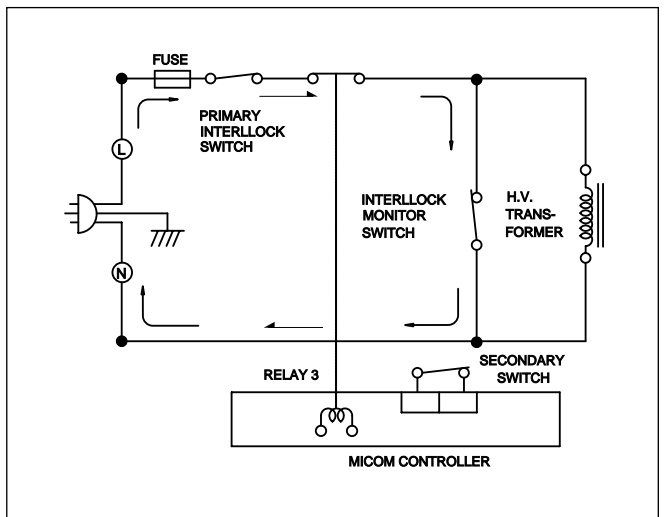 FUSE
PRIMARY
INTERLLOCK
SWITCH
L
INTERLLOCK
MONITOR
SWITCH
H.V.
TRANS-
FORMER
N
RELAY 3
SECONDARY
SWITCH
MICOM CONTROLLER